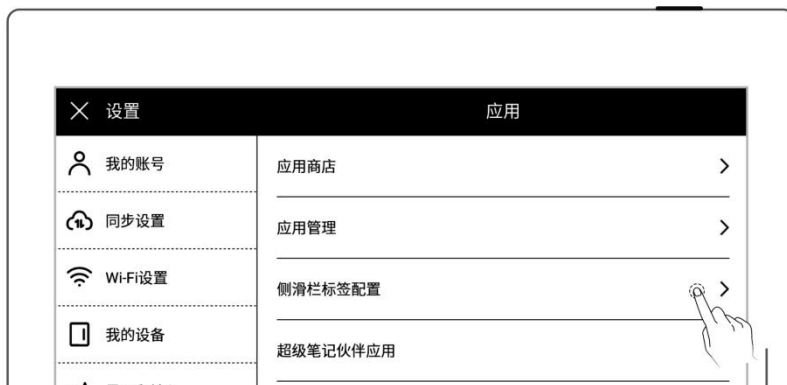 设置
应用
我的账号
应用商店
同步设置
应用管理
Wi-Fi设置
侧滑栏标签配置
我的设备
超级笔记伙伴应用